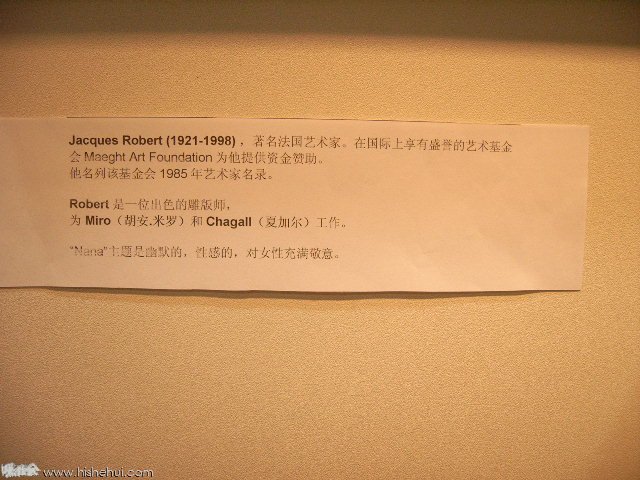 Jacques Robert (1921-1998) ，著名法国艺术家。在国际上享有盛誉的艺术基金
会 Maeght Art Foundation 为他提供资金赞助。
他名列该基金会 1985 年艺术家名录。
Robert 是一位出色的雕版师，
为 Miro（胡安.米罗）和 Chagall（夏加尔）工作。
“Nana”主题是幽默的，性感的，对女性充满敬意。
www.hishehui.com